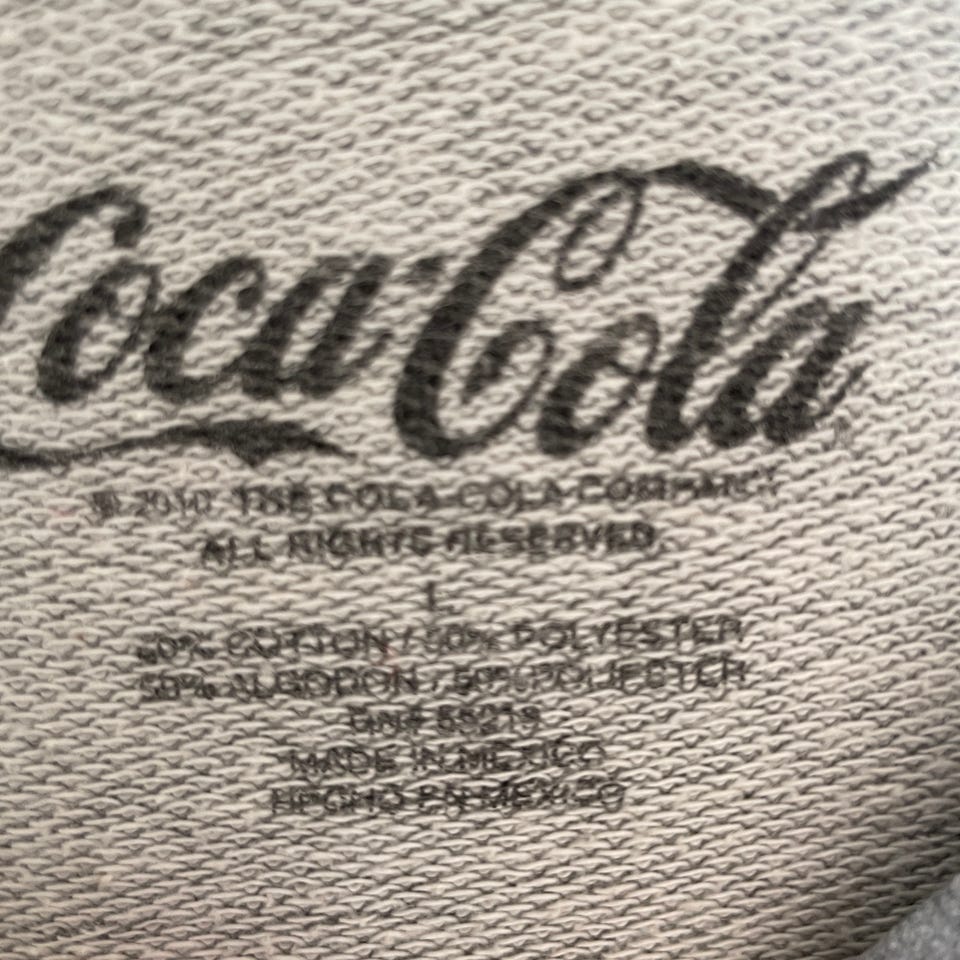 Coca-Cola
© 2010 THE COCA-COLA COMPANY
ALL RIGHTS RESERVED.
L
50% COTTON / 50% POLYESTER
50% ALGODON / 50% POLIESTER
MADE IN MEXICO
HECHO EN MEXICO